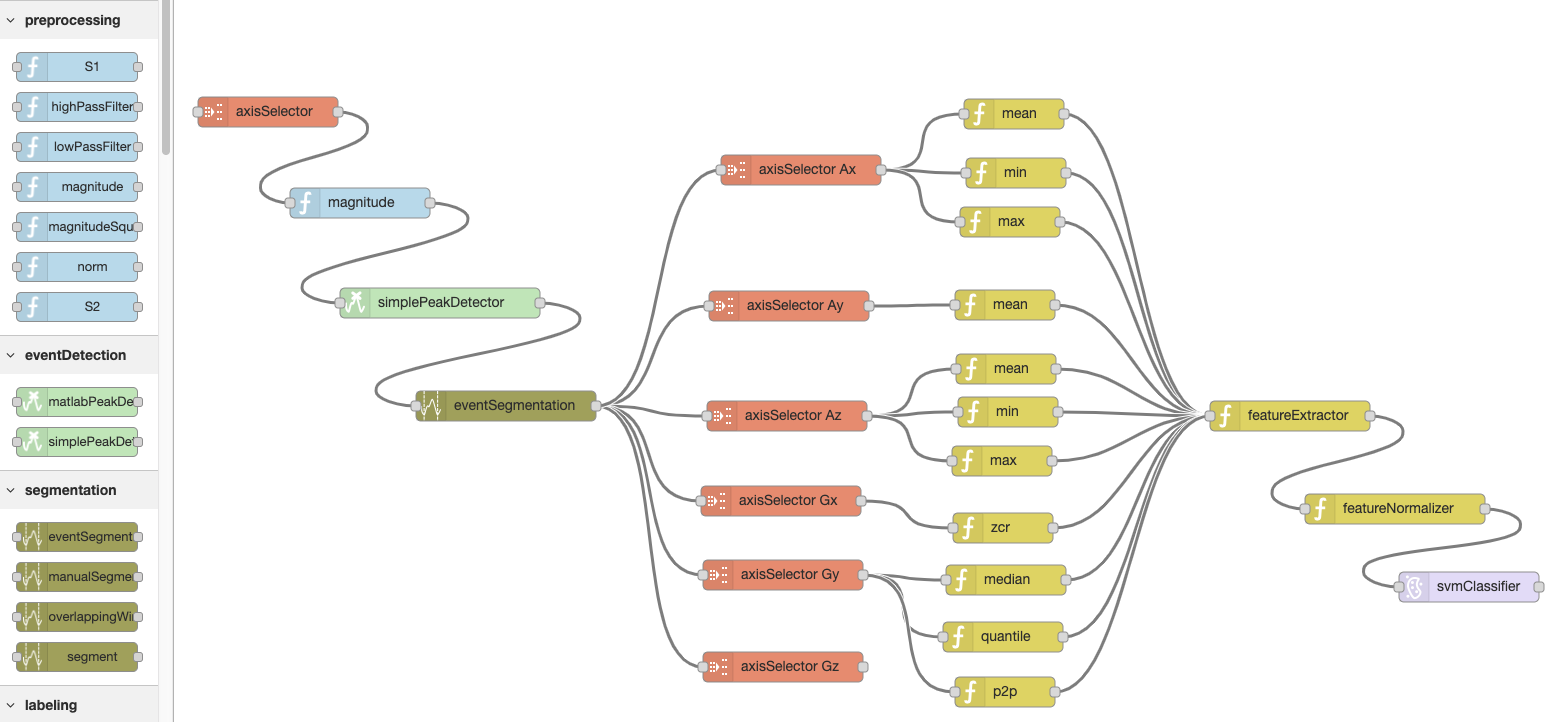 preprocessing
S1
highPassFilter
lowPassFilter
magnitude
magnitudeSqu
norm
S2
eventDetection
matlabPeakDe
simplePeakDet
segmentation
eventSegment
manualSegme
overlappingWi
segment
labeling
axisSelector
magnitude
simplePeakDetector
eventSegmentation
axisSelector Ax
axisSelector Ay
axisSelector Az
axisSelector Gx
axisSelector Gy
axisSelector Gz
mean
min
max
mean
mean
min
max
zcr
median
quantile
p2p
featureExtractor
featureNormalizer
svmClassifier